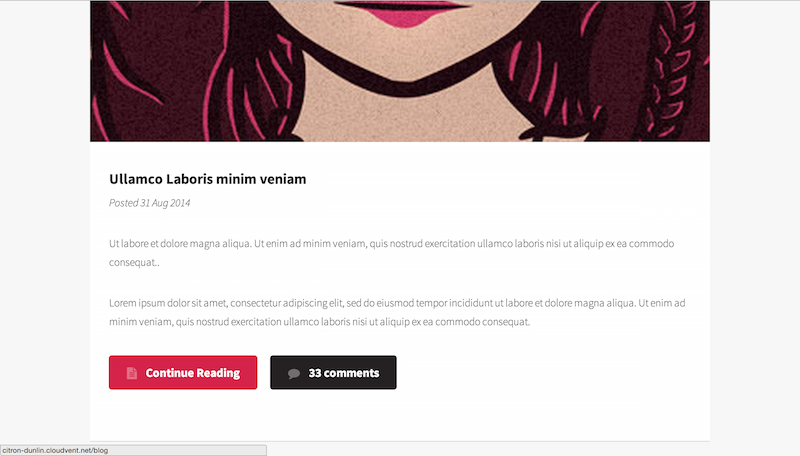 Ullamco Laboris minim veniam
Posted 31 Aug 2014
Ut labore et dolore magna aliqua. Ut enim ad minim veniam, quis nostrud exercitation ullamco laboris nisi ut aliquip ex ea commodo
consequat..
Lorem ipsum dolor sit amet, consectetur adipiscing elit, sed do eiusmod tempor incididunt ut labore et dolore magna aliqua. Ut enim ad
minim veniam, quis nostrud exercitation ullamco laboris nisi ut aliquip ex ea commodo consequat.
Continue Reading
33 comments
citron-dunlin.cloudvent.net/blog